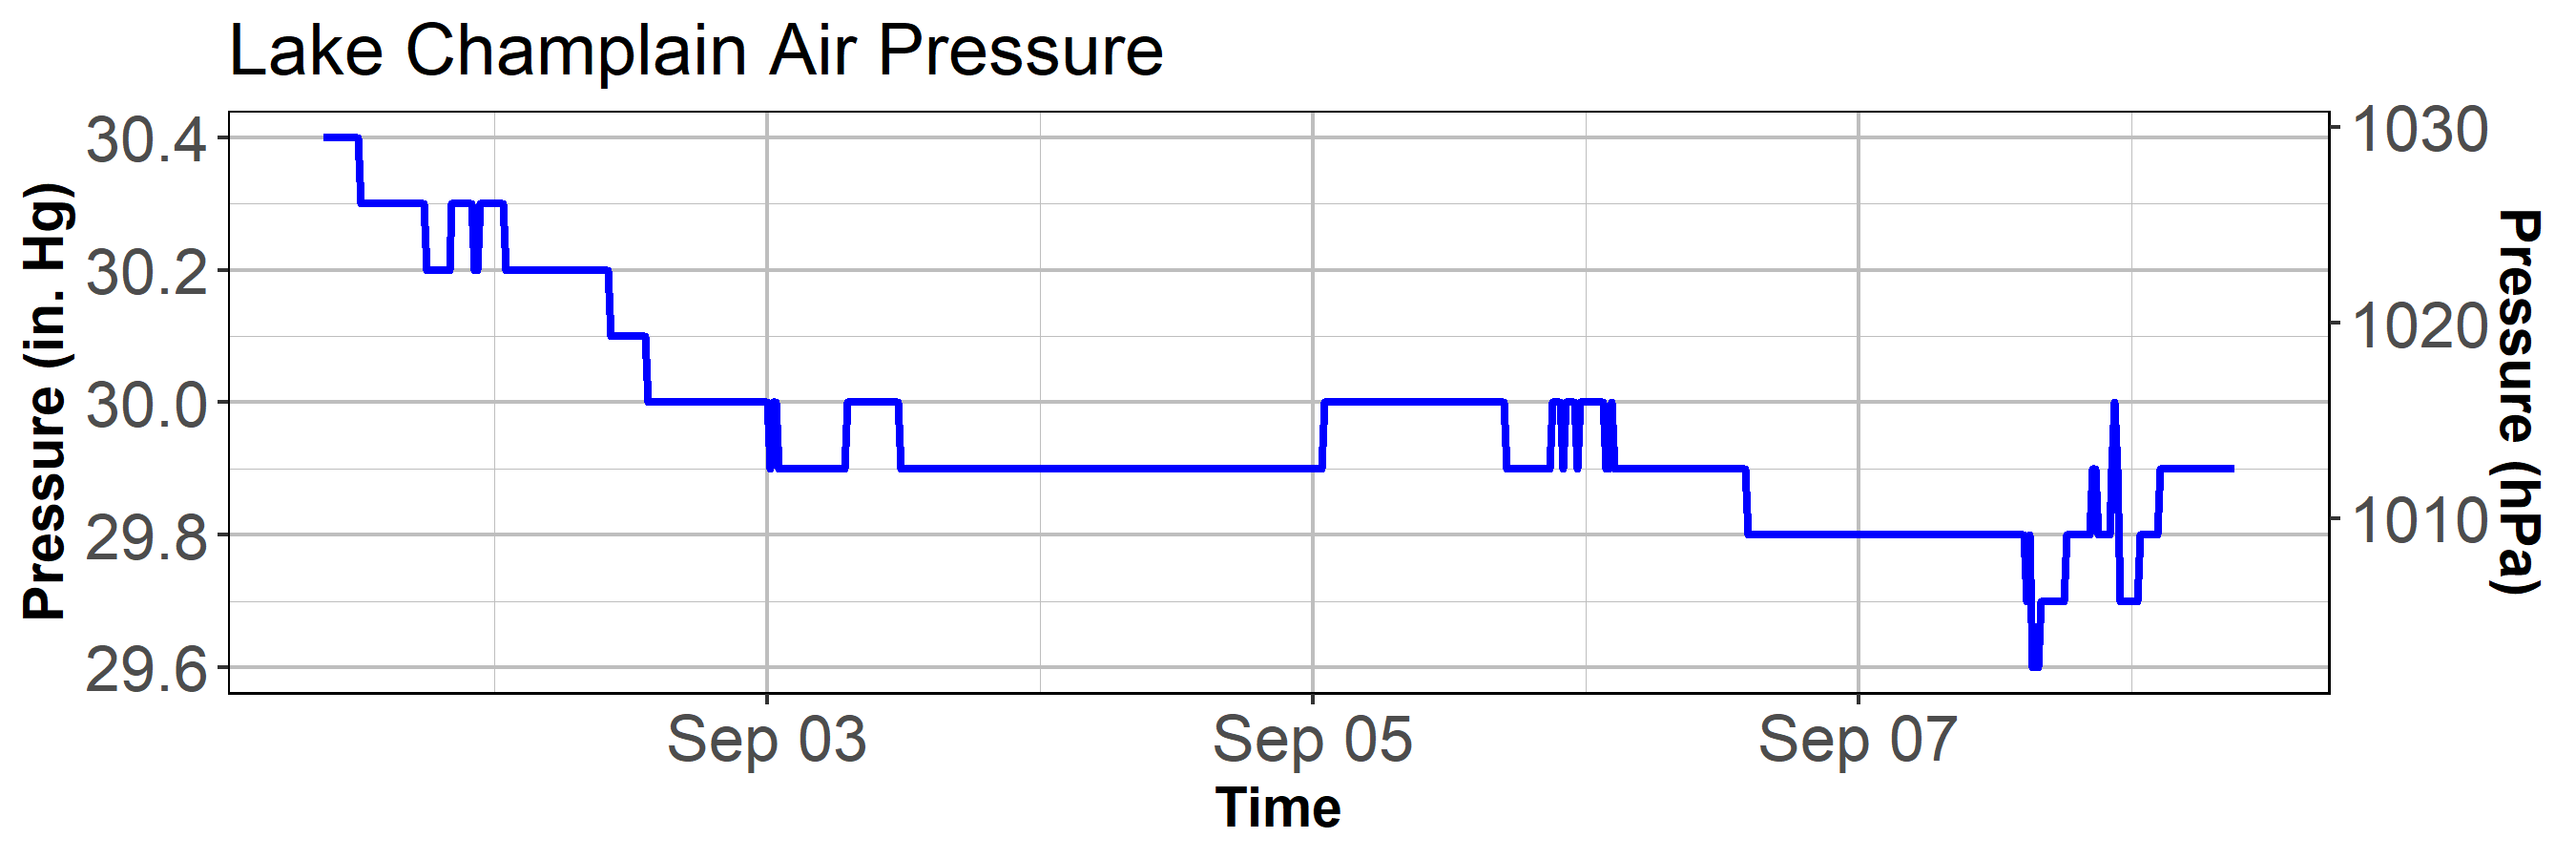 Lake Champlain Air Pressure
30.4
30.2
30.0
29.8
29.6
Pressure (in. Hg)
1030
1020
1010
Pressure (hPa)
Sep 03 Sep 05 Sep 07
Time